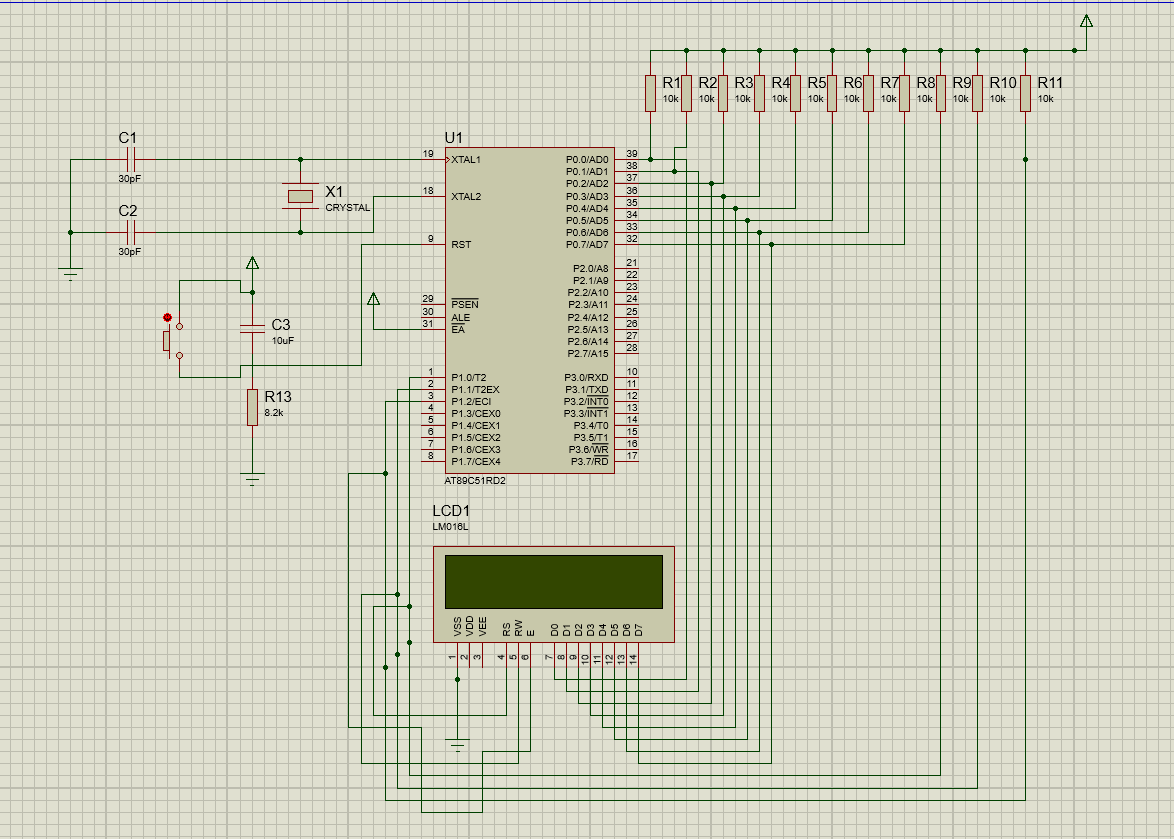 R1
10k
R2
10k
R3
10k
R4
10k
R5
10k
R6
10k
R7
10k
R8
10k
R9
10k
R10
10k
R11
10k
C1
30pF
C2
30pF
X1
CRYSTAL
C3
10uF
R13
8.2k
U1
19 XTAL1
18 XTAL2
9 RST
29 PSEN
30 ALE
31 EA
1 P1.0/T2
2 P1.1/T2EX
3 P1.2/ECI
4 P1.3/CEX0
5 P1.4/CEX1
6 P1.5/CEX2
7 P1.6/CEX3
8 P1.7/CEX4
P0.0/AD0 39
P0.1/AD1 38
P0.2/AD2 37
P0.3/AD3 36
P0.4/AD4 35
P0.5/AD5 34
P0.6/AD6 33
P0.7/AD7 32
P2.0/A8 21
P2.1/A9 22
P2.2/A10 23
P2.3/A11 24
P2.4/A12 25
P2.5/A13 26
P2.6/A14 27
P2.7/A15 28
P3.0/RXD 10
P3.1/TXD 11
P3.2/INT0 12
P3.3/INT1 13
P3.4/T0 14
P3.5/T1 15
P3.6/WR 16
P3.7/RD 17
AT89C51RD2
LCD1
LM016L
VSS
VDD
VEE
RS
RW
E
D0
D1
D2
D3
D4
D5
D6
D7
1
2
3
4
5
6
7
8
9
10
11
12
13
14